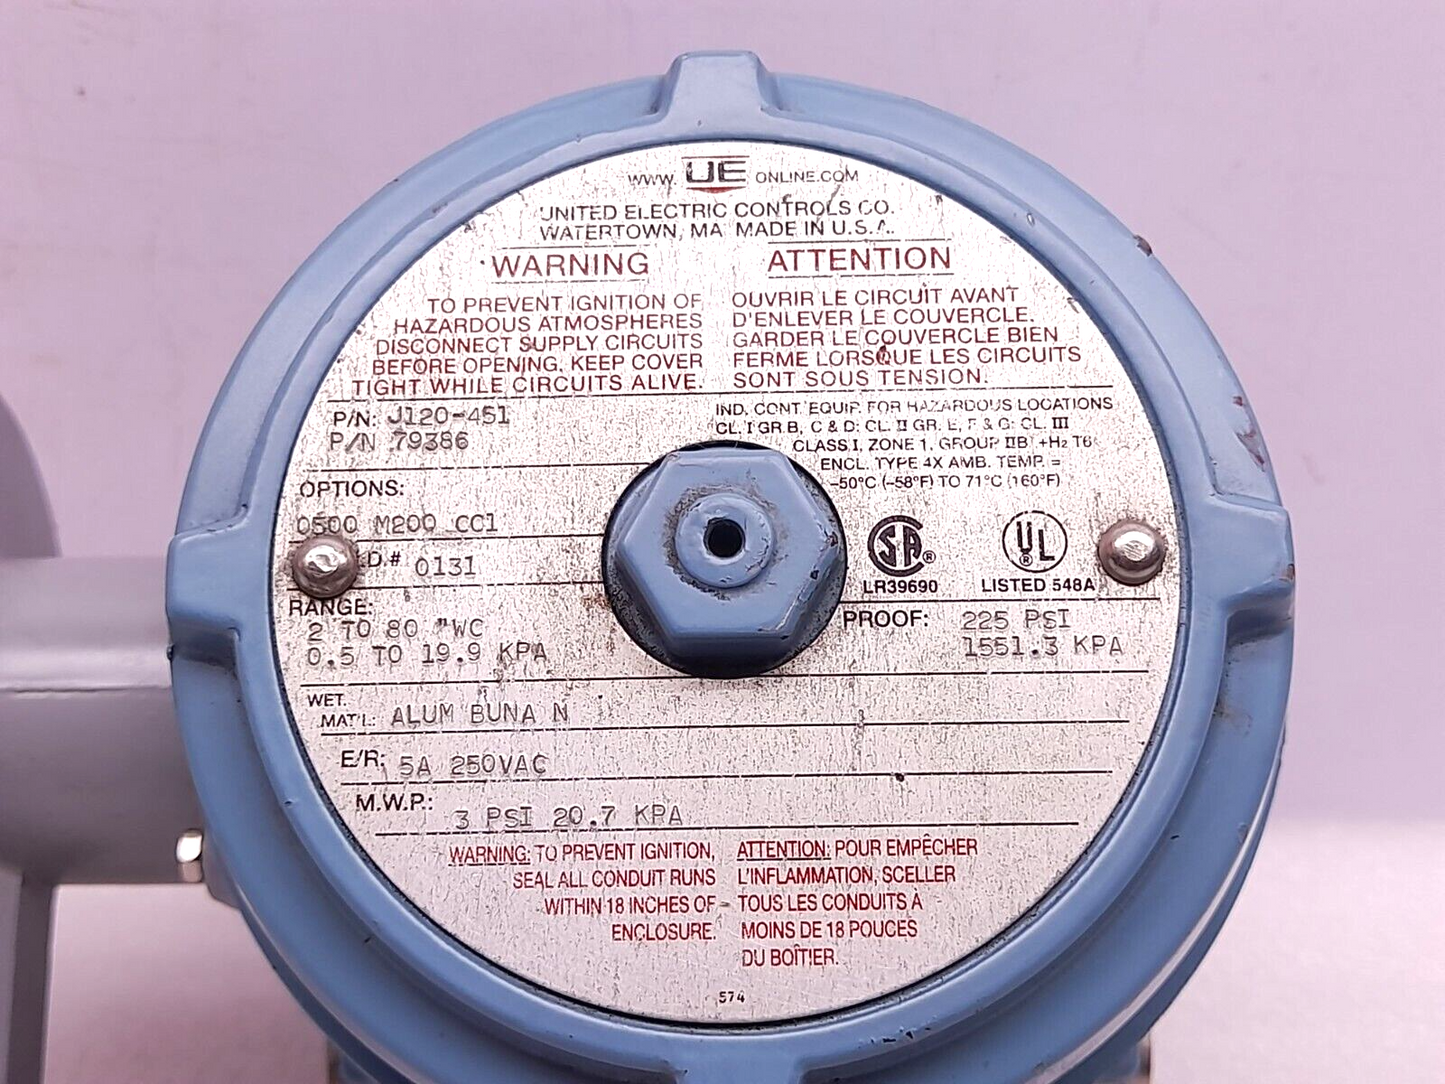 WWW. UE ONLINE.COM
UNITED ELECTRIC CONTROLS CO.
WATERTOWN, MA MADE IN U.S.A.
WARNING
TO PREVENT IGNITION OF
HAZARDOUS ATMOSPHERES
DISCONNECT SUPPLY CIRCUITS
BEFORE OPENING, KEEP COVER
TIGHT WHILE CIRCUITS ALIVE.
ATTENTION
OUVRIR LE CIRCUIT AVANT
D'ENLEVER LE COUVERCLE.
GARDER LE COUVERCLE BIEN
FERME LORSQUE LES CIRCUITS
SONT SOUS TENSION.
P/N: J120-451
P/N 79386
IND. CONT. EQUIP. FOR HAZARDOUS LOCATIONS
CL. I GR.B, C & D: CL. II GR. E, F & G: CL. III
CLASS I, ZONE 1, GROUP IIB +H2 T6
ENCL. TYPE 4X AMB. TEMP. =
-50°C (-58°F) TO 71°C (160°F)
OPTIONS:
0500 M200 CC1
D.# 0131
SA ®
LR39690
UL ®
LISTED 548A
RANGE:
2 TO 80 "WC
0.5 TO 19.9 KPA
PROOF: 225 PSI
1551.3 KPA
WET.
MAT'L: ALUM BUNA N
E/R: 5A 250VAC
M.W.P.: 3 PSI 20.7 KPA
WARNING: TO PREVENT IGNITION,
SEAL ALL CONDUIT RUNS
WITHIN 18 INCHES OF
ENCLOSURE.
ATTENTION: POUR EMPÊCHER
L'INFLAMMATION, SCELLER
TOUS LES CONDUITS À
MOINS DE 18 POUCES
DU BOÎTIER.
574